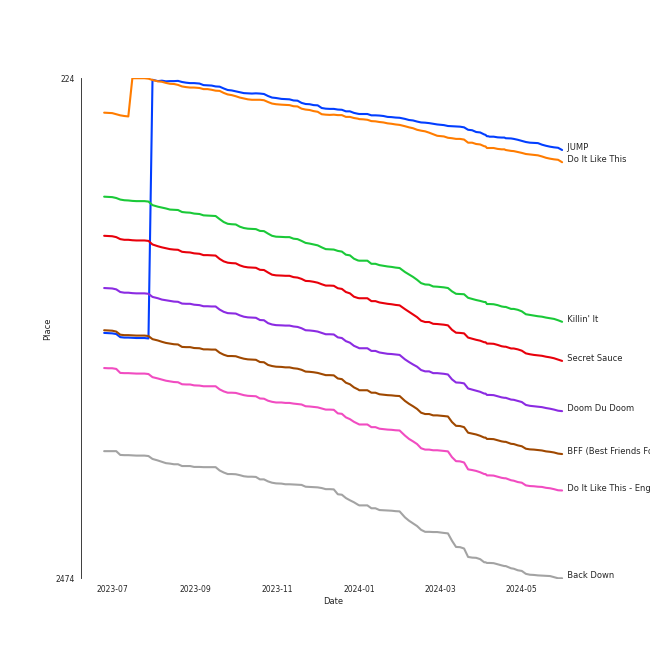 224
JUMP
Do It Like This
Killin' It
Place
Secret Sauce
Doom Du Doom
BFF (Best Friends Fo
Do It Like This - Eng
Back Down
2474
2023-07 2023-09 2023-11 2024-01 2024-03 2024-05
Date